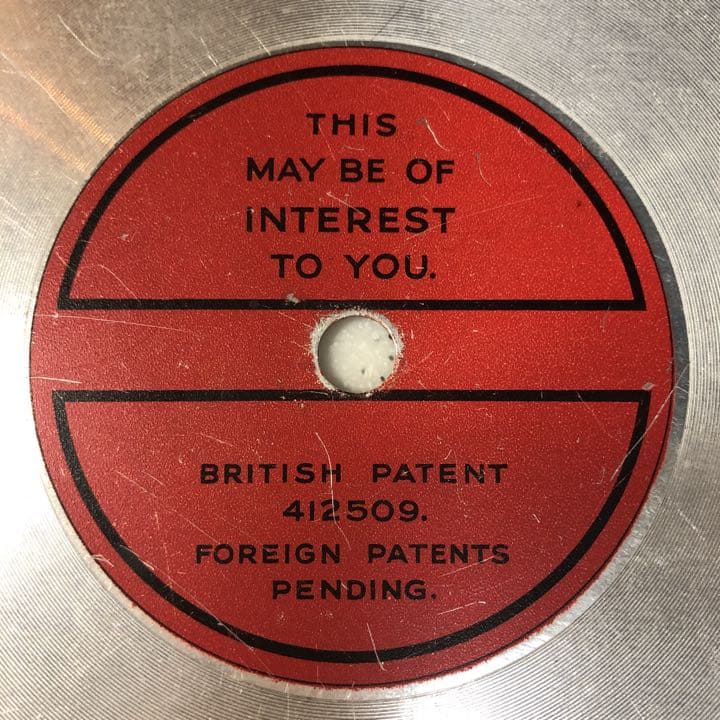 THIS
MAY BE OF
INTEREST
TO YOU.
BRITISH PATENT
412509.
FOREIGN PATENTS
PENDING.